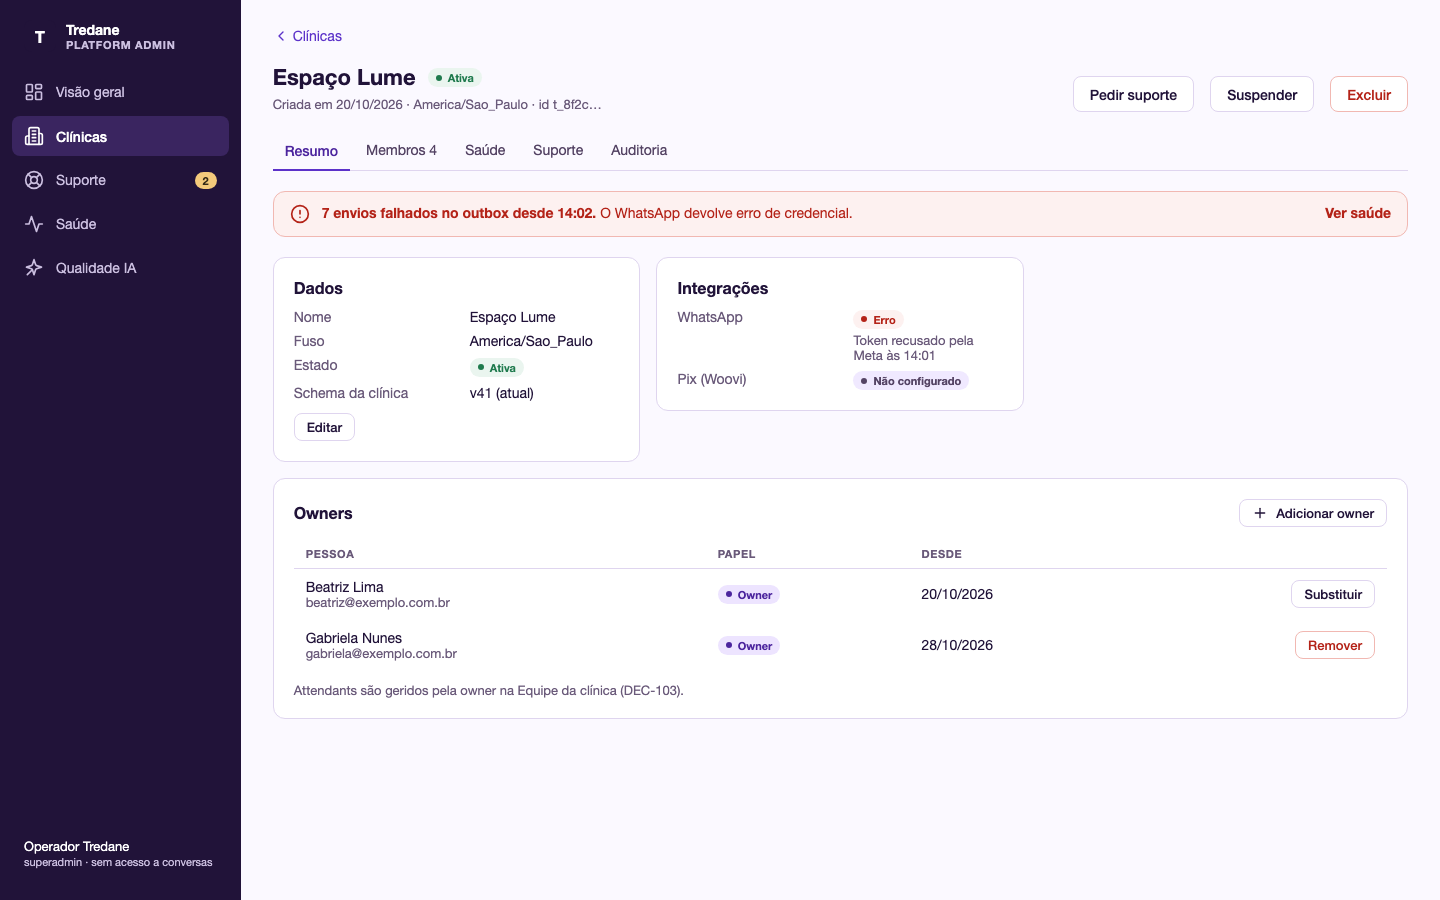 T
Tredane
PLATFORM ADMIN
Visão geral
Clínicas
Suporte
2
Saúde
Qualidade IA
Operador Tredane
superadmin · sem acesso a conversas
Clínicas
Espaço Lume
Ativa
Criada em 20/10/2026 · America/Sao_Paulo · id t_8f2c…
Pedir suporte
Suspender
Excluir
Resumo
Membros 4
Saúde
Suporte
Auditoria
7 envios falhados no outbox desde 14:02. O WhatsApp devolve erro de credencial.
Ver saúde
Dados
Nome
Espaço Lume
Fuso
America/Sao_Paulo
Estado
Ativa
Schema da clínica
v41 (atual)
Editar
Integrações
WhatsApp
Erro
Token recusado pela
Meta às 14:01
Pix (Woovi)
Não configurado
Owners
Adicionar owner
PESSOA
PAPEL
DESDE
Beatriz Lima
beatriz@exemplo.com.br
Owner
20/10/2026
Substituir
Gabriela Nunes
gabriela@exemplo.com.br
Owner
28/10/2026
Remover
Attendants são geridos pela owner na Equipe da clínica (DEC-103).